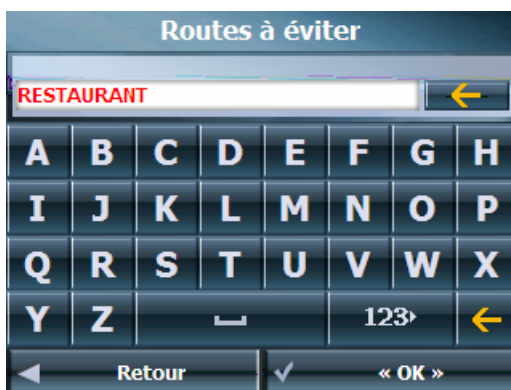 Routes à éviter
RESTAURANT
A B C D E F G H
I J K L M N O P
Q R S T U V W X
Y Z 123
Retour « OK »